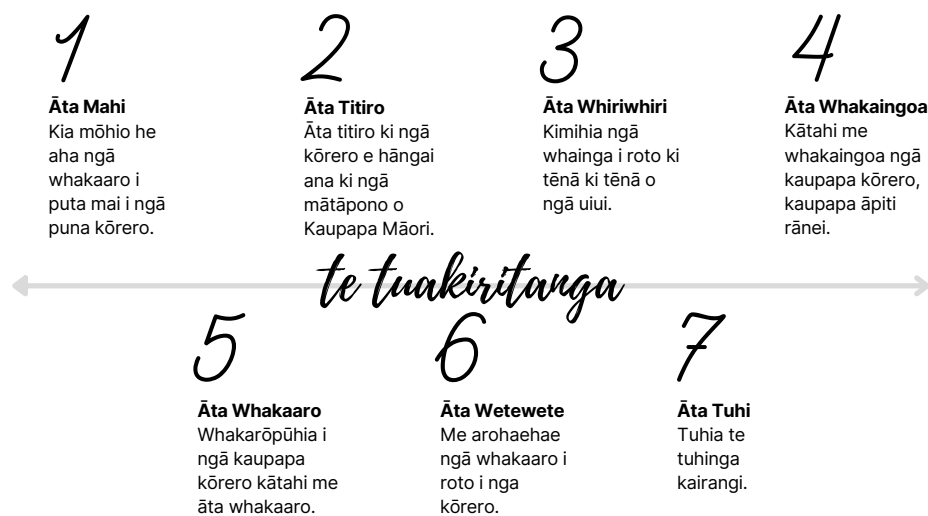 1
Āta Mahi
Kia mōhio he
aha ngā
whakaaro i
puta mai i ngā
puna kōrero.
2
Āta Titiro
Āta titiro ki ngā
kōrero e hāngai
ana ki ngā
mātāpono o
Kaupapa Māori.
3
Āta Whiriwhiri
Kimihia ngā
whainga i roto ki
tēnā ki tēnā o
ngā uiui.
4
Āta Whakaingoa
Kātahi me
whakaingoa ngā
kaupapa kōrero,
kaupapa āpiti
rānei.
te tuakiritanga
5
Āta Whakaaro
Whakarōpūhia i
ngā kaupapa
kōrero kātahi me
āta whakaaro.
6
Āta Wetewete
Me arohaehae
ngā whakaaro i
roto i nga
kōrero.
7
Āta Tuhi
Tuhia te
tuhinga
kairangi.